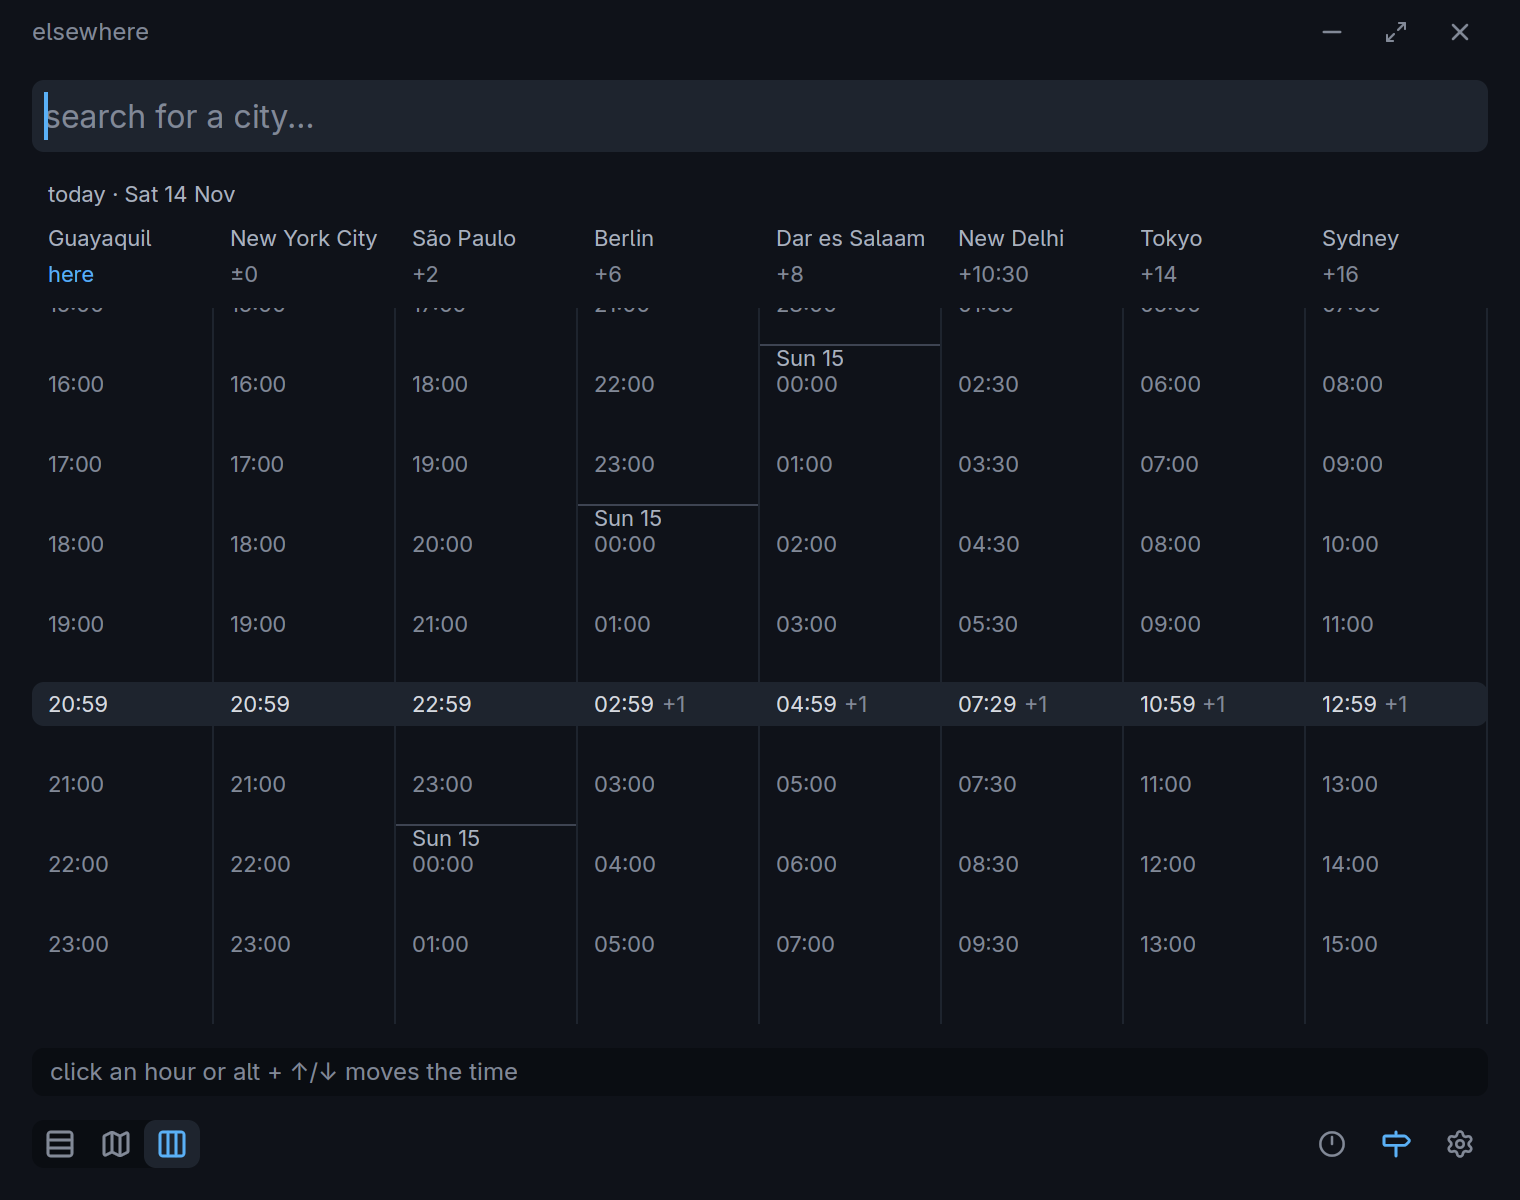 elsewhere
search for a city...
today · Sat 14 Nov
Guayaquil New York City São Paulo Berlin Dar es Salaam New Delhi Tokyo Sydney
here ±0 +2 +6 +8 +10:30 +14 +16
Sun 15
16:00 16:00 18:00 22:00 00:00 02:30 06:00 08:00
17:00 17:00 19:00 23:00 01:00 03:30 07:00 09:00
Sun 15
18:00 18:00 20:00 00:00 02:00 04:30 08:00 10:00
19:00 19:00 21:00 01:00 03:00 05:30 09:00 11:00
20:59 20:59 22:59 02:59 +1 04:59 +1 07:29 +1 10:59 +1 12:59 +1
21:00 21:00 23:00 03:00 05:00 07:30 11:00 13:00
Sun 15
22:00 22:00 00:00 04:00 06:00 08:30 12:00 14:00
23:00 23:00 01:00 05:00 07:00 09:30 13:00 15:00
click an hour or alt + ↑/↓ moves the time